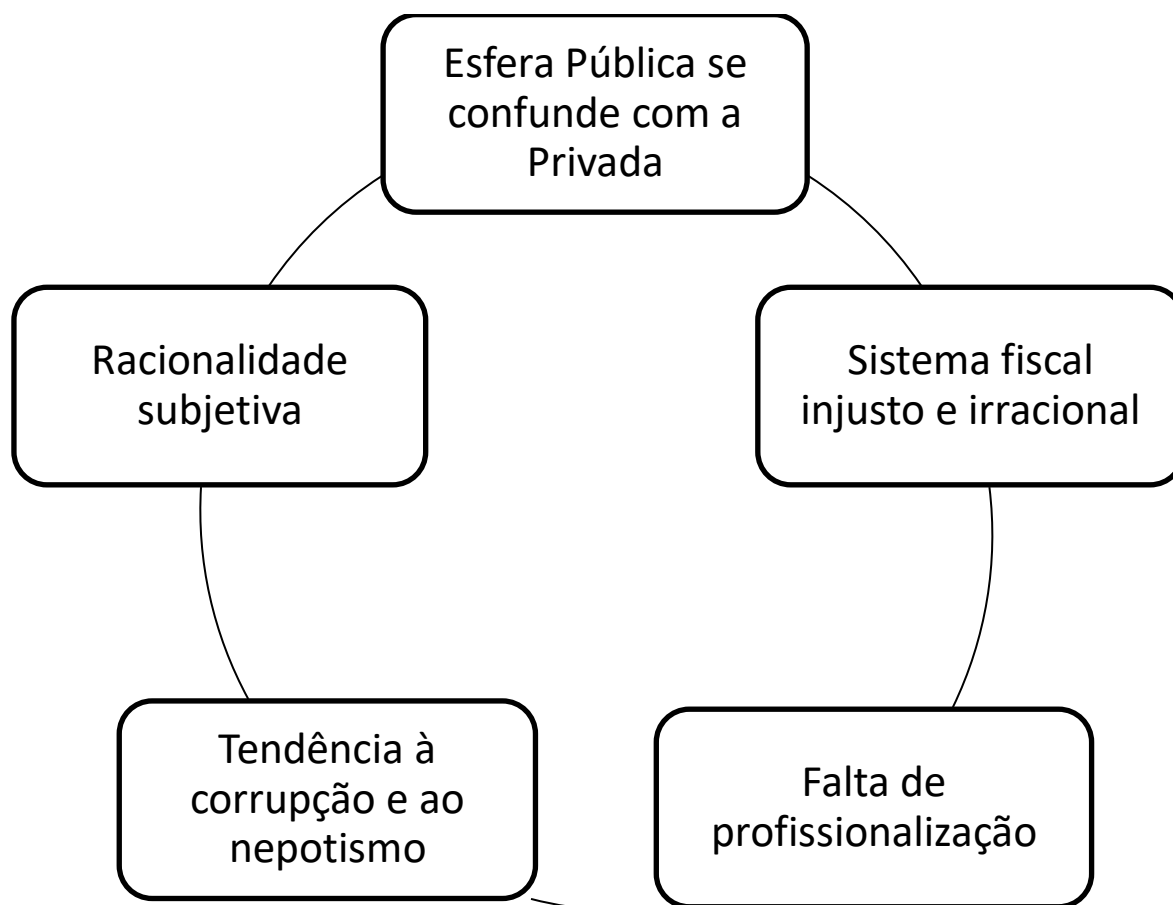 Esfera Pública se
confunde com a
Privada
Racionalidade
subjetiva
Sistema fiscal
injusto e irracional
Tendência à
corrupção e ao
nepotismo
Falta de
profissionalização